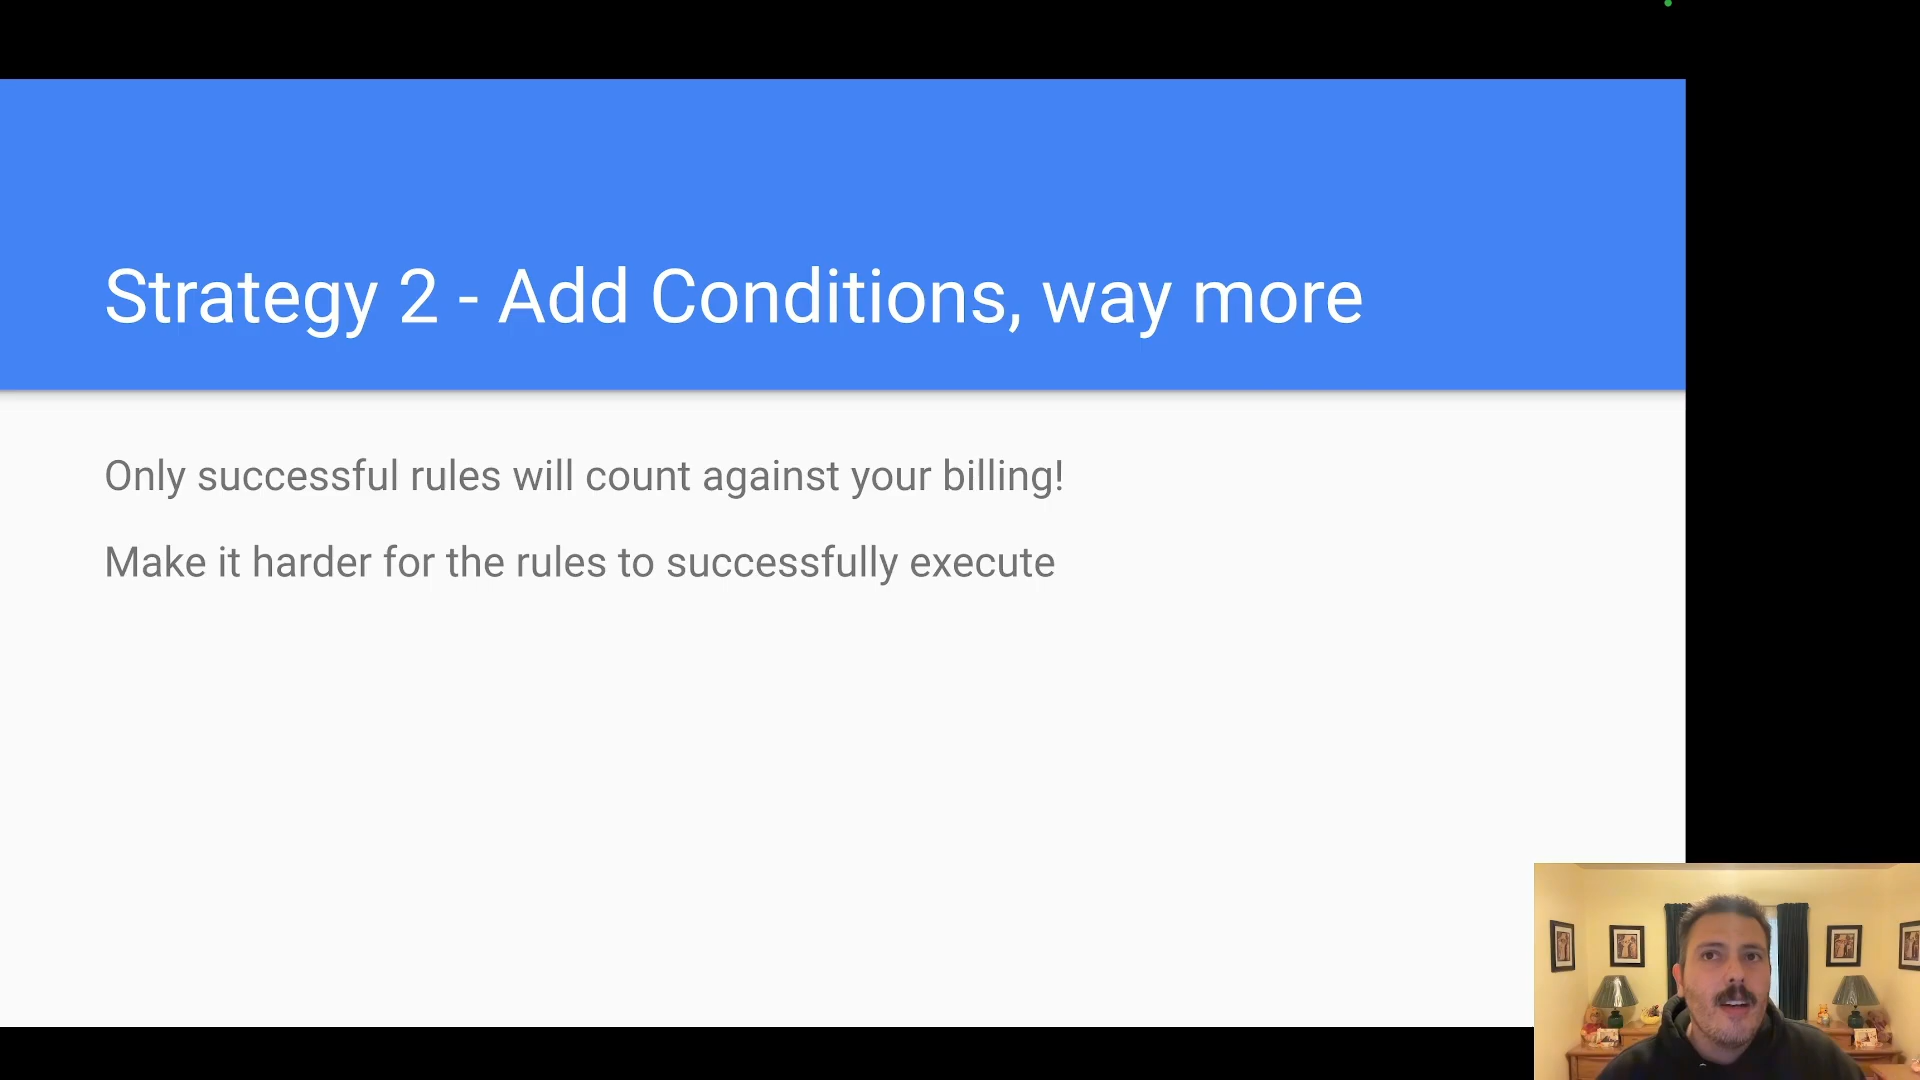 Strategy 2 - Add Conditions, way more
Only successful rules will count against your billing!
Make it harder for the rules to successfully execute